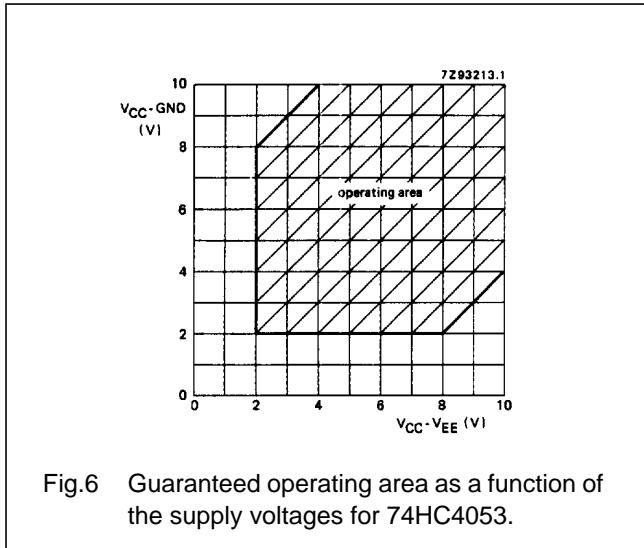 7Z93213.1
10
VCC-GND
(V)
8
operating area
6
4
2
0
0 2 4 6 8 10
VCC-VEE (V)
Fig.6 Guaranteed operating area as a function of
the supply voltages for 74HC4053.